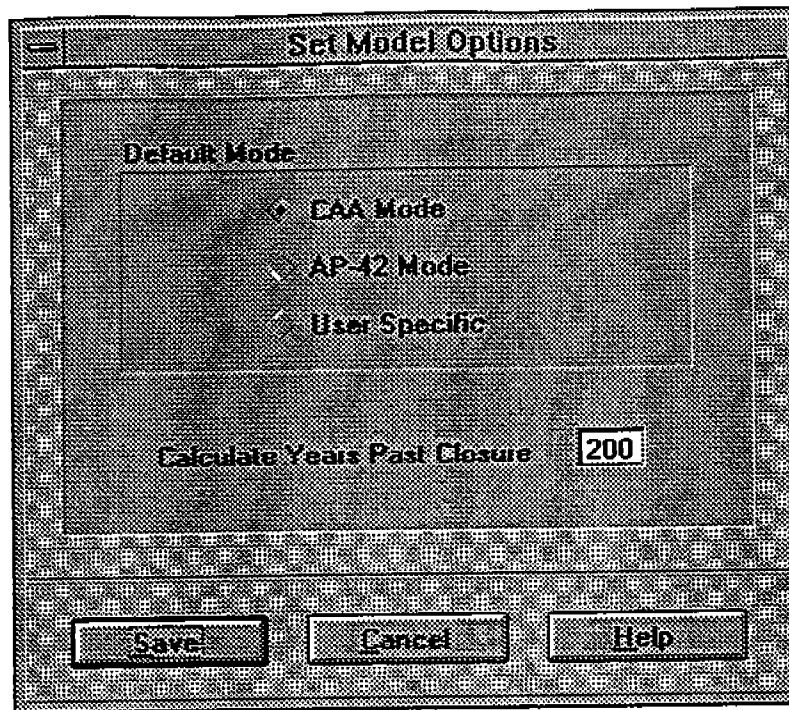 Set Model Options
Default Mode
CAA Mode
AP-42 Mode
User Specific
Calculate Years Past Closure 200
Save Cancel Help